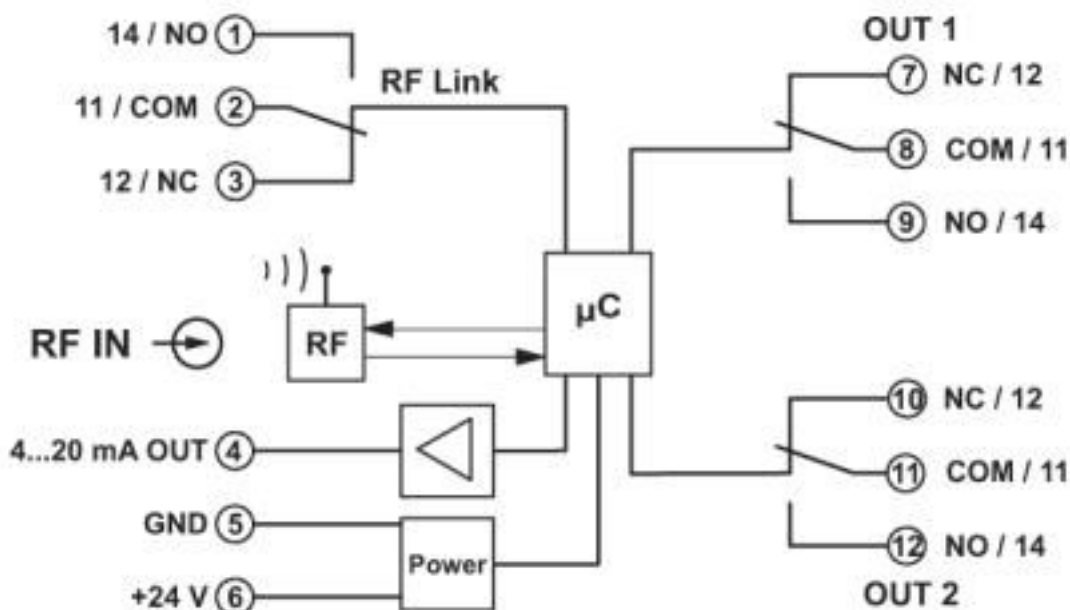 14 / NO 1
11 / COM 2
12 / NC 3
RF Link
OUT 1
7 NC / 12
8 COM / 11
9 NO / 14
µC
RF IN
RF
4...20 mA OUT 4
GND 5
+24 V 6
Power
10 NC / 12
11 COM / 11
12 NO / 14
OUT 2